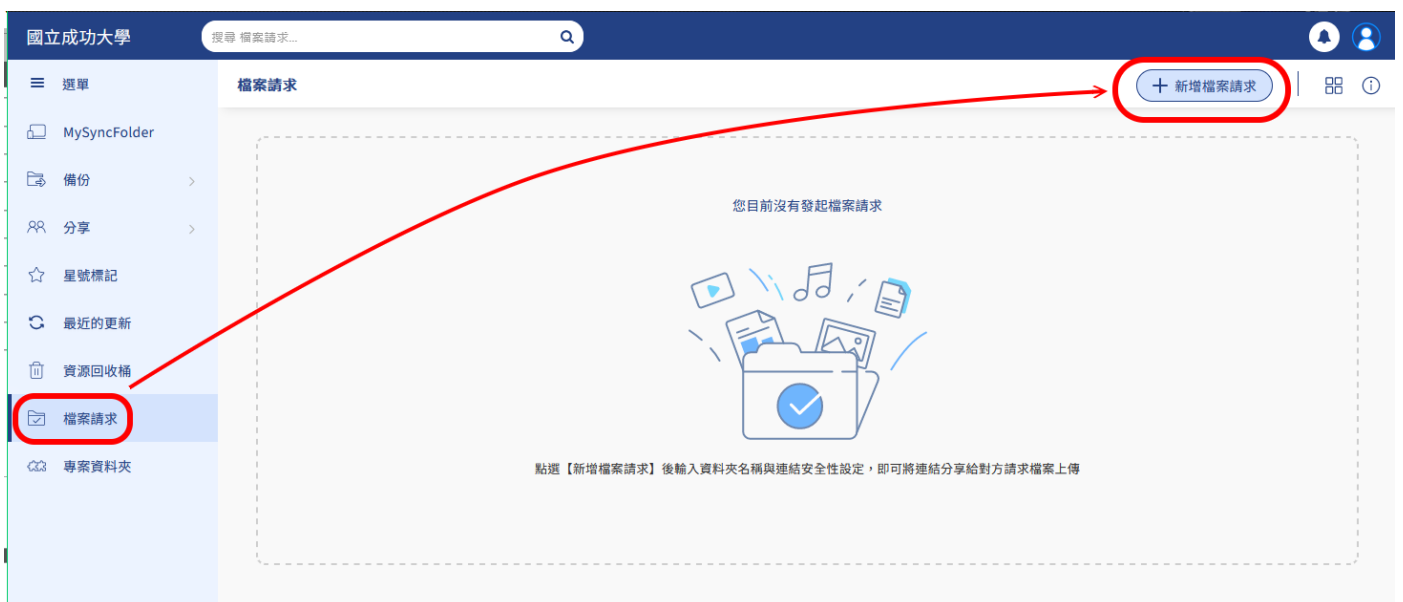 國立成功大學
搜尋 檔案請求...
選單
檔案請求
新增檔案請求
MySyncFolder
備份
分享
星號標記
最近的更新
資源回收桶
檔案請求
專案資料夾
您目前沒有發起檔案請求
點選【新增檔案請求】後輸入資料夾名稱與連結安全性設定，即可將連結分享給對方請求檔案上傳